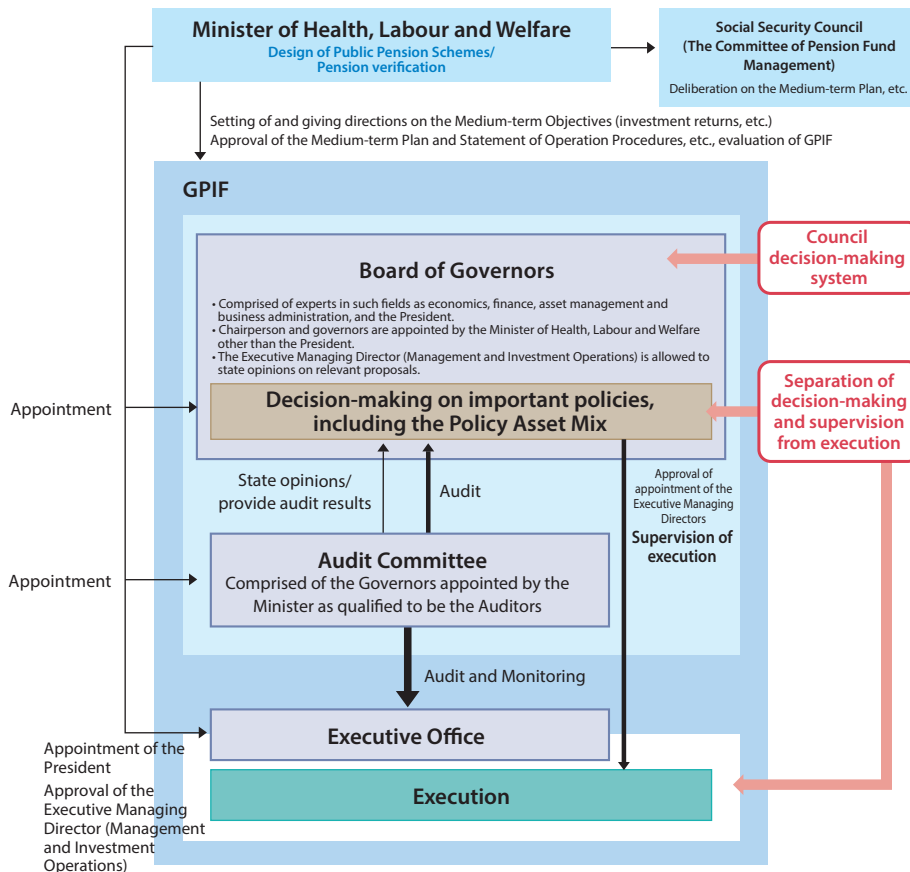 Minister of Health, Labour and Welfare
Design of Public Pension Schemes/
Pension verification
Social Security Council
(The Committee of Pension Fund
Management)
Deliberation on the Medium-term Plan, etc.
Setting of and giving directions on the Medium-term Objectives (investment returns, etc.)
Approval of the Medium-term Plan and Statement of Operation Procedures, etc., evaluation of GPIF
GPIF
Board of Governors
• Comprised of experts in such fields as economics, finance, asset management and
business administration, and the President.
• Chairperson and governors are appointed by the Minister of Health, Labour and Welfare
other than the President.
• The Executive Managing Director (Management and Investment Operations) is allowed to
state opinions on relevant proposals.
Council
decision-making
system
Appointment
Decision-making on important policies,
including the Policy Asset Mix
Separation of
decision-making
and supervision
from execution
State opinions/
provide audit results
Audit
Approval of
appointment of the
Executive Managing
Directors
Supervision of
execution
Appointment
Audit Committee
Comprised of the Governors appointed by the
Minister as qualified to be the Auditors
Audit and Monitoring
Executive Office
Appointment of the
President
Approval of the
Executive Managing
Director (Management
and Investment
Operations)
Execution